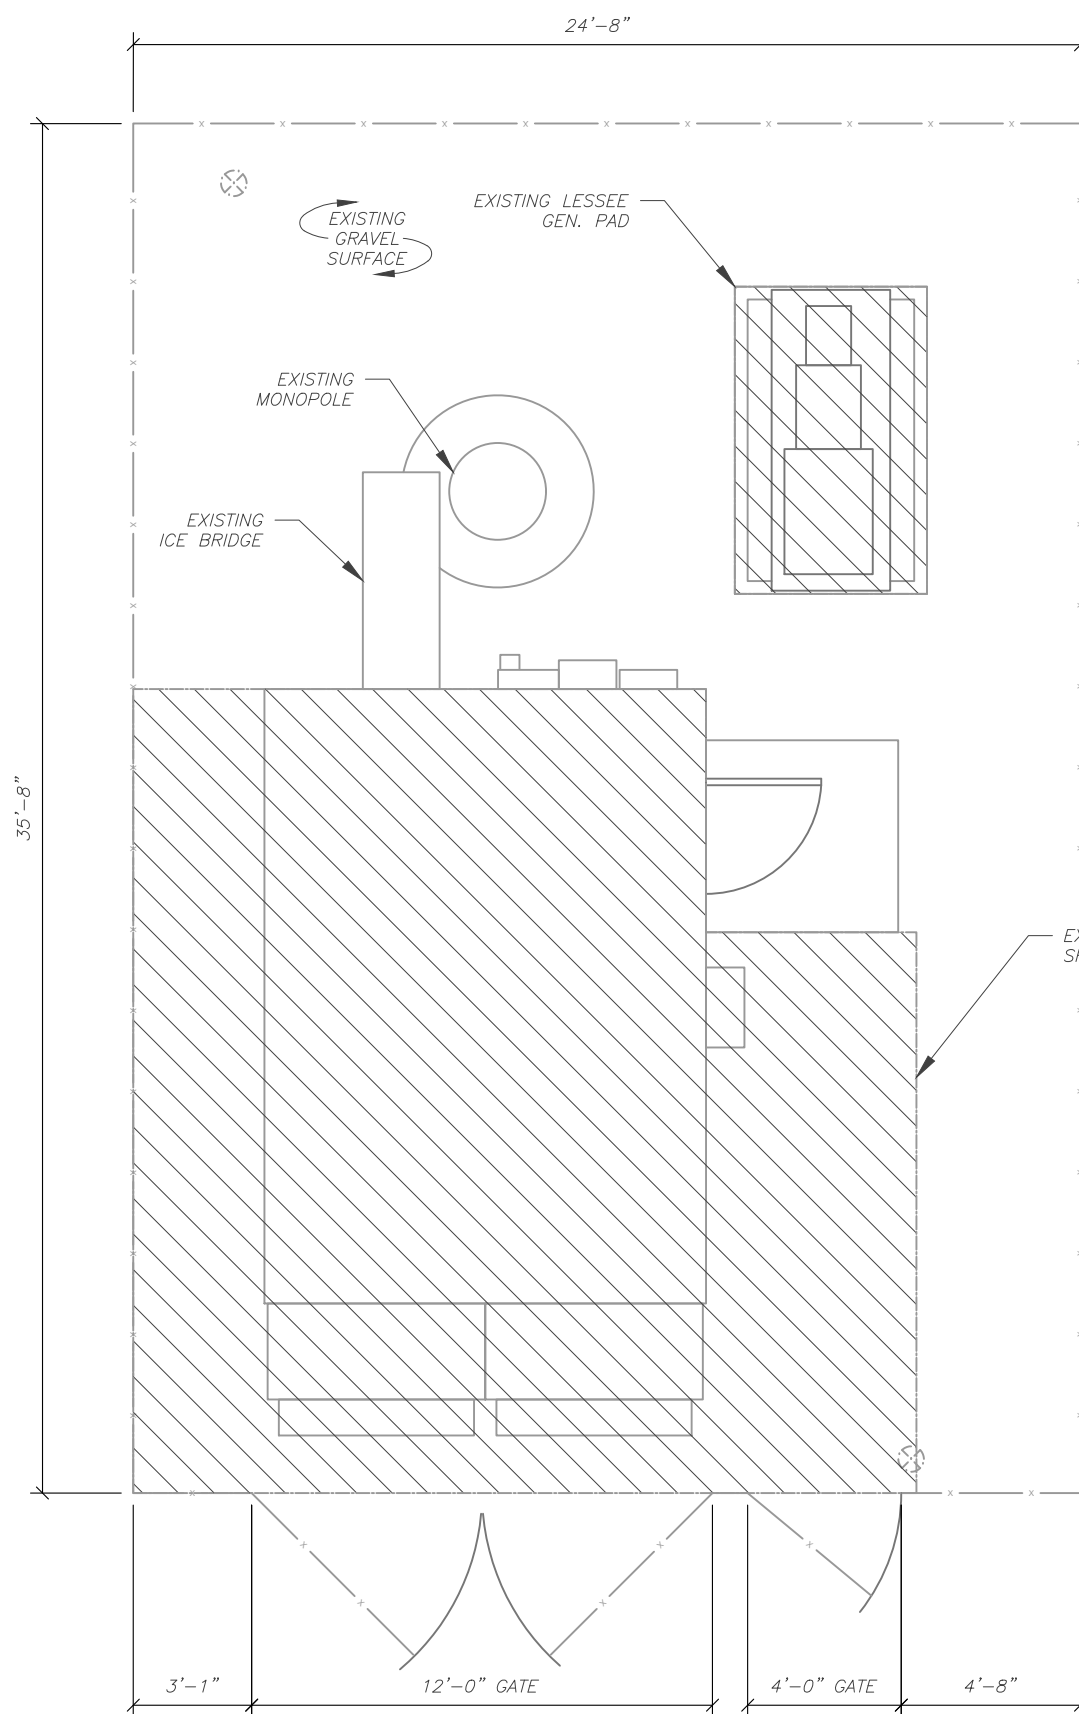 24'-8"
EXISTING LESSEE
GEN. PAD
EXISTING
GRAVEL
SURFACE
EXISTING
MONOPOLE
EXISTING
ICE BRIDGE
35'-8"
3'-1"
12'-0" GATE
4'-0" GATE
4'-8"